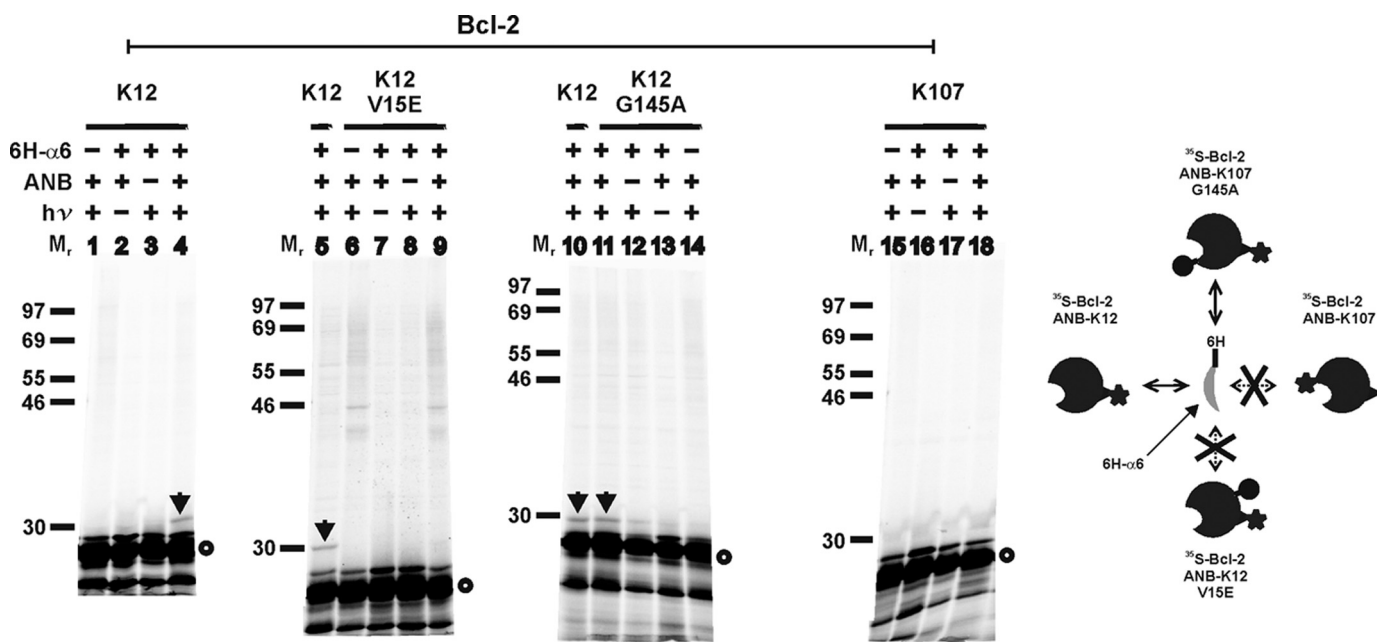 Bcl-2
K12
K12 K12
V15E
K12 K12
G145A
K107
6H-α6 − + + + + − + + + + + + + − − + + +
ANB + + − + + + + − + + + − + + + + − +
hν + − + + + + − + + + + + − + + − + +
Mr 1 2 3 4 Mr 5 6 7 8 9 Mr 10 11 12 13 14 Mr 15 16 17 18
97
69
55
46
30
97
69
55
46
30
97
69
55
46
30
97
69
55
46
30
³⁵S-Bcl-2
ANB-K107
G145A
³⁵S-Bcl-2
ANB-K12
6H
³⁵S-Bcl-2
ANB-K107
6H-α6
³⁵S-Bcl-2
ANB-K12
V15E